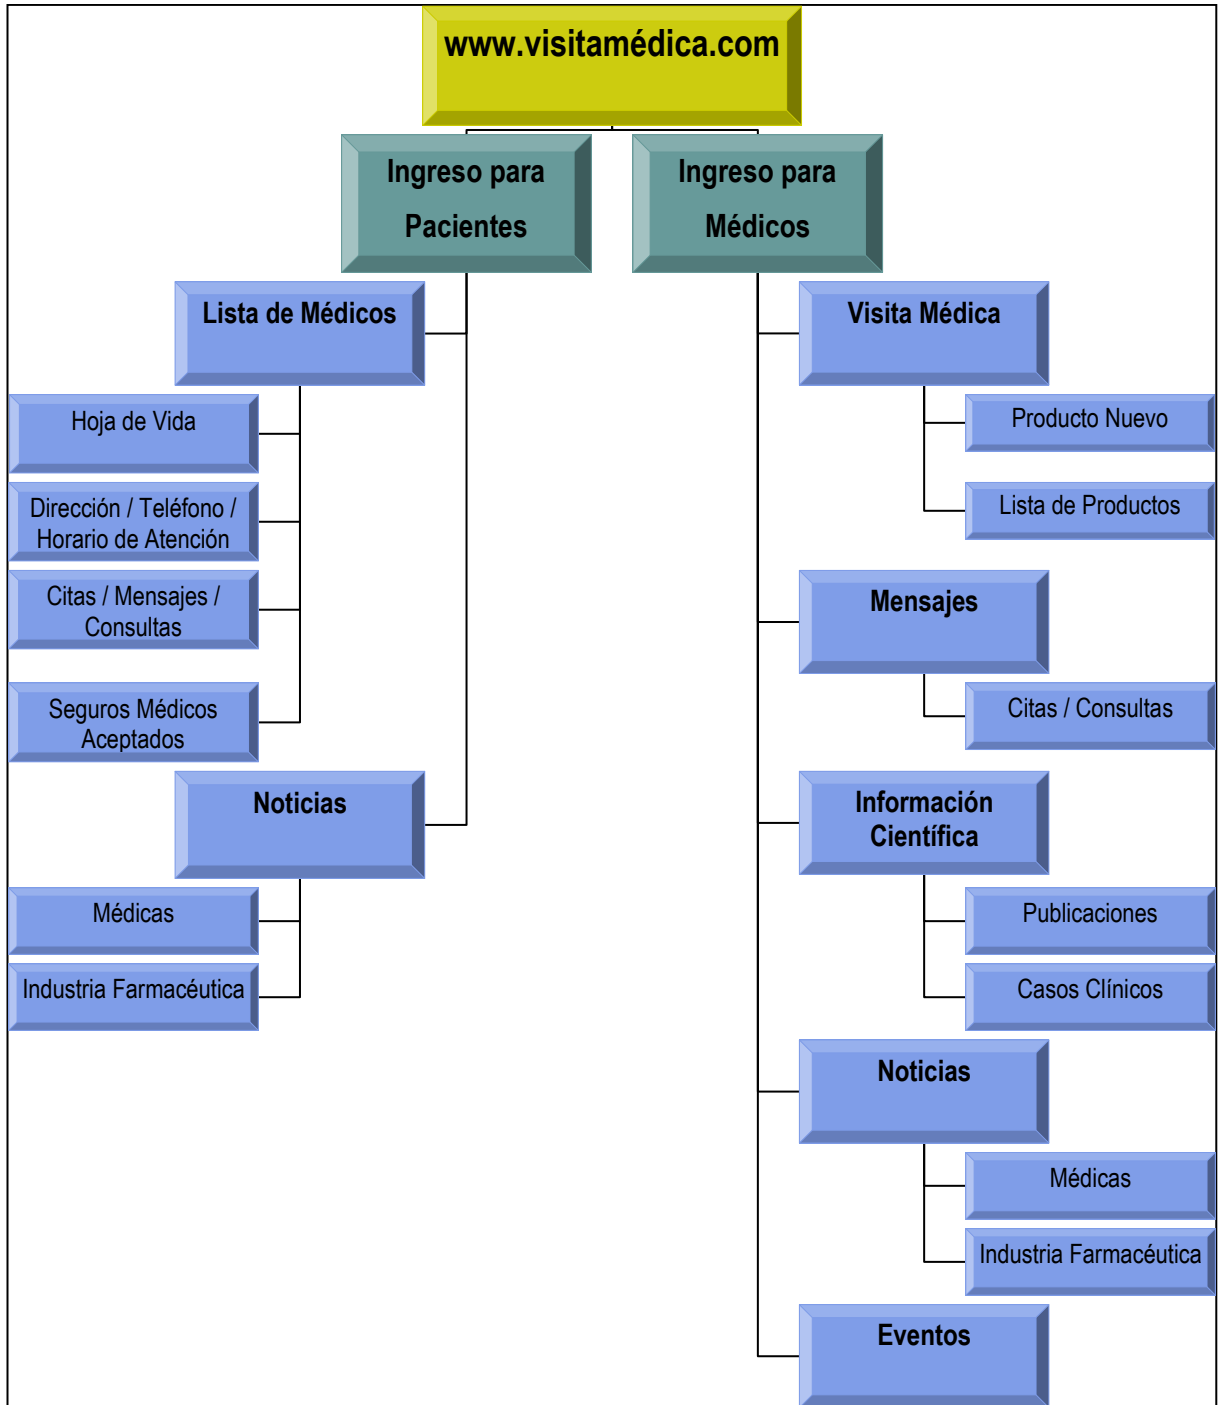 www.visitamédica.com
Ingreso para
Pacientes
Ingreso para
Médicos
Lista de Médicos
Hoja de Vida
Dirección / Teléfono /
Horario de Atención
Citas / Mensajes /
Consultas
Seguros Médicos
Aceptados
Noticias
Médicas
Industria Farmacéutica
Visita Médica
Producto Nuevo
Lista de Productos
Mensajes
Citas / Consultas
Información
Científica
Publicaciones
Casos Clínicos
Noticias
Médicas
Industria Farmacéutica
Eventos